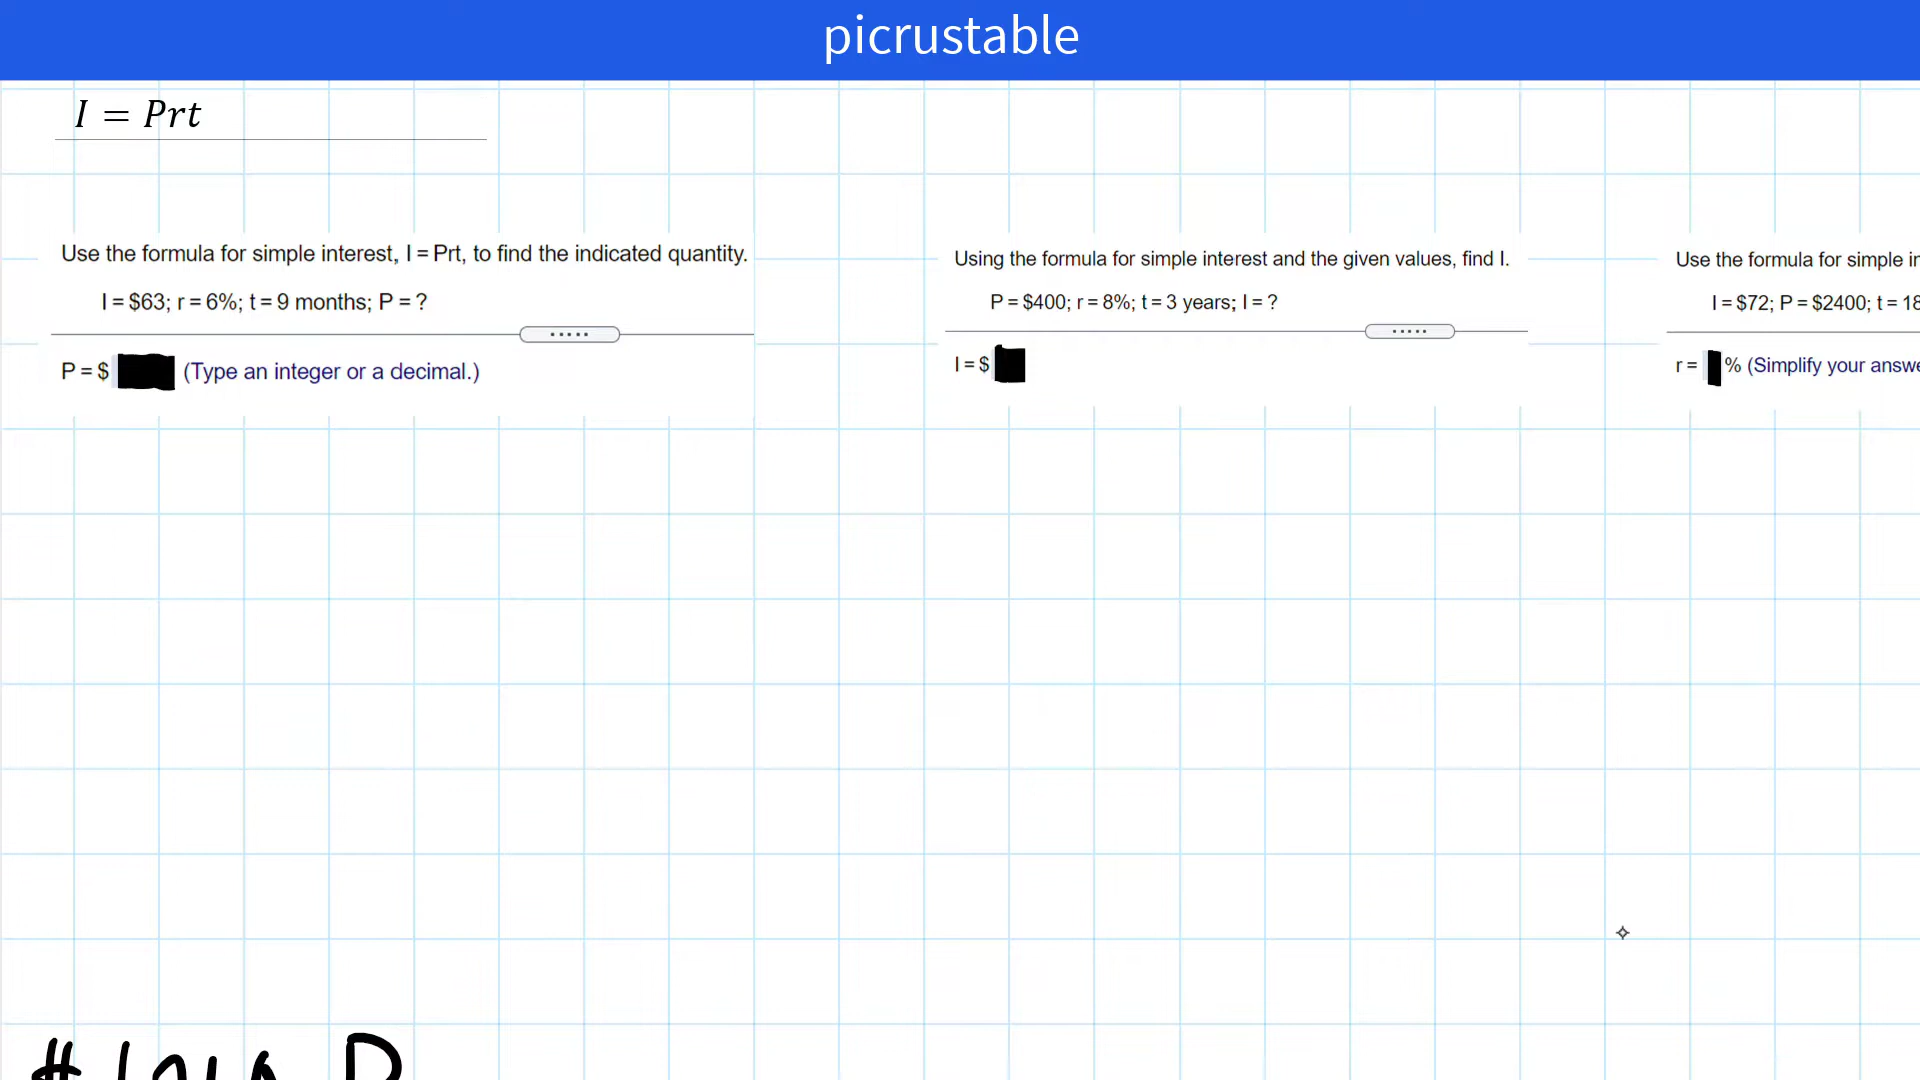 picrustable
I = Prt
Use the formula for simple interest, I = Prt, to find the indicated quantity.
I = $63; r = 6%; t = 9 months; P = ?
P = $ (Type an integer or a decimal.)
Using the formula for simple interest and the given values, find I.
P = $400; r = 8%; t = 3 years; I = ?
I = $
Use the formula for simple
I = $72; P = $2400; t = 18
r = % (Simplify your